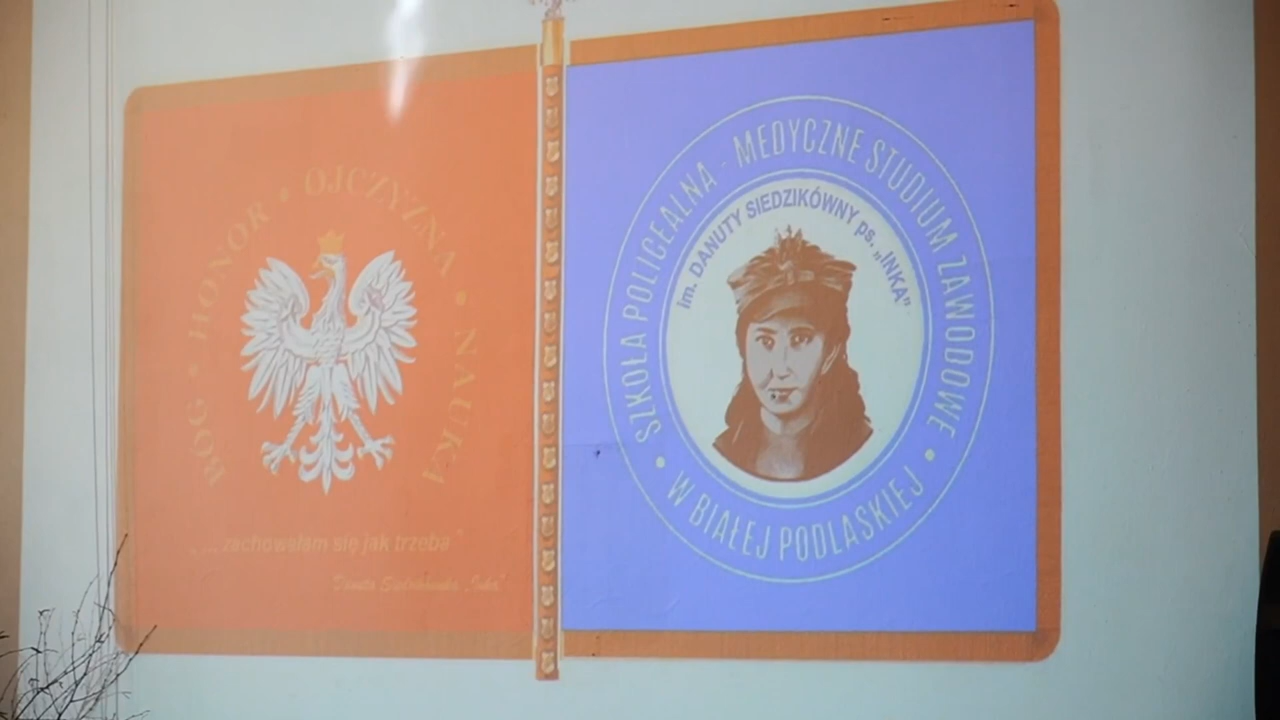 BÓG • HONOR • OJCZYZNA • NAUKA
"... zachowałam się jak trzeba"
Danuta Siedzikówna „Inka”
SZKOŁA POLICEALNA - MEDYCZNE STUDIUM ZAWODOWE
• W BIAŁEJ PODLASKIEJ •
im. DANUTY SIEDZIKÓWNY ps. „INKA”